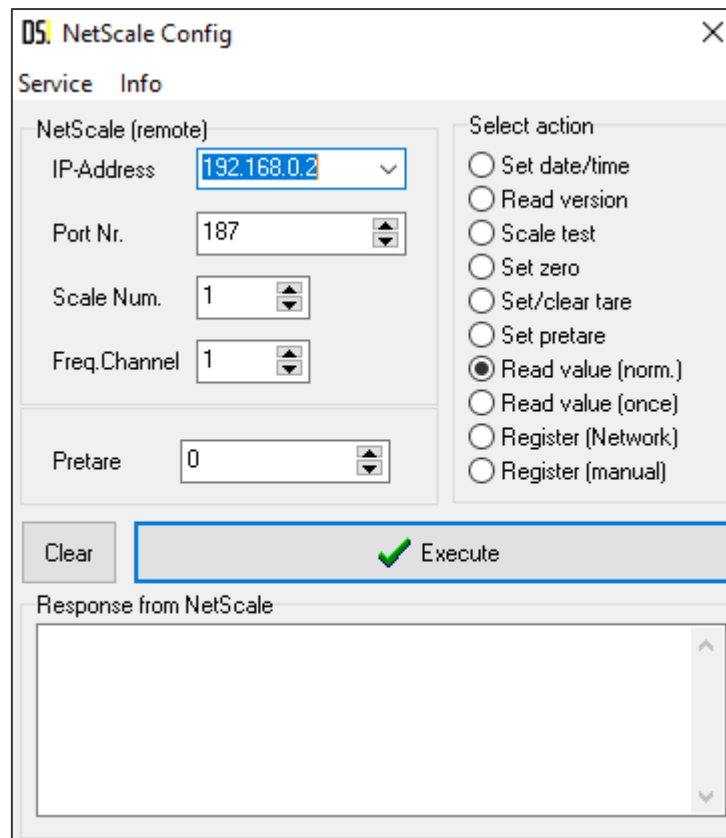 DS. NetScale Config
Service Info
NetScale (remote)
IP-Address 192.168.0.2
Port Nr. 187
Scale Num. 1
Freq.Channel 1
Pretare 0
Select action
Set date/time
Read version
Scale test
Set zero
Set/clear tare
Set pretare
Read value (norm.)
Read value (once)
Register (Network)
Register (manual)
Clear
Execute
Response from NetScale